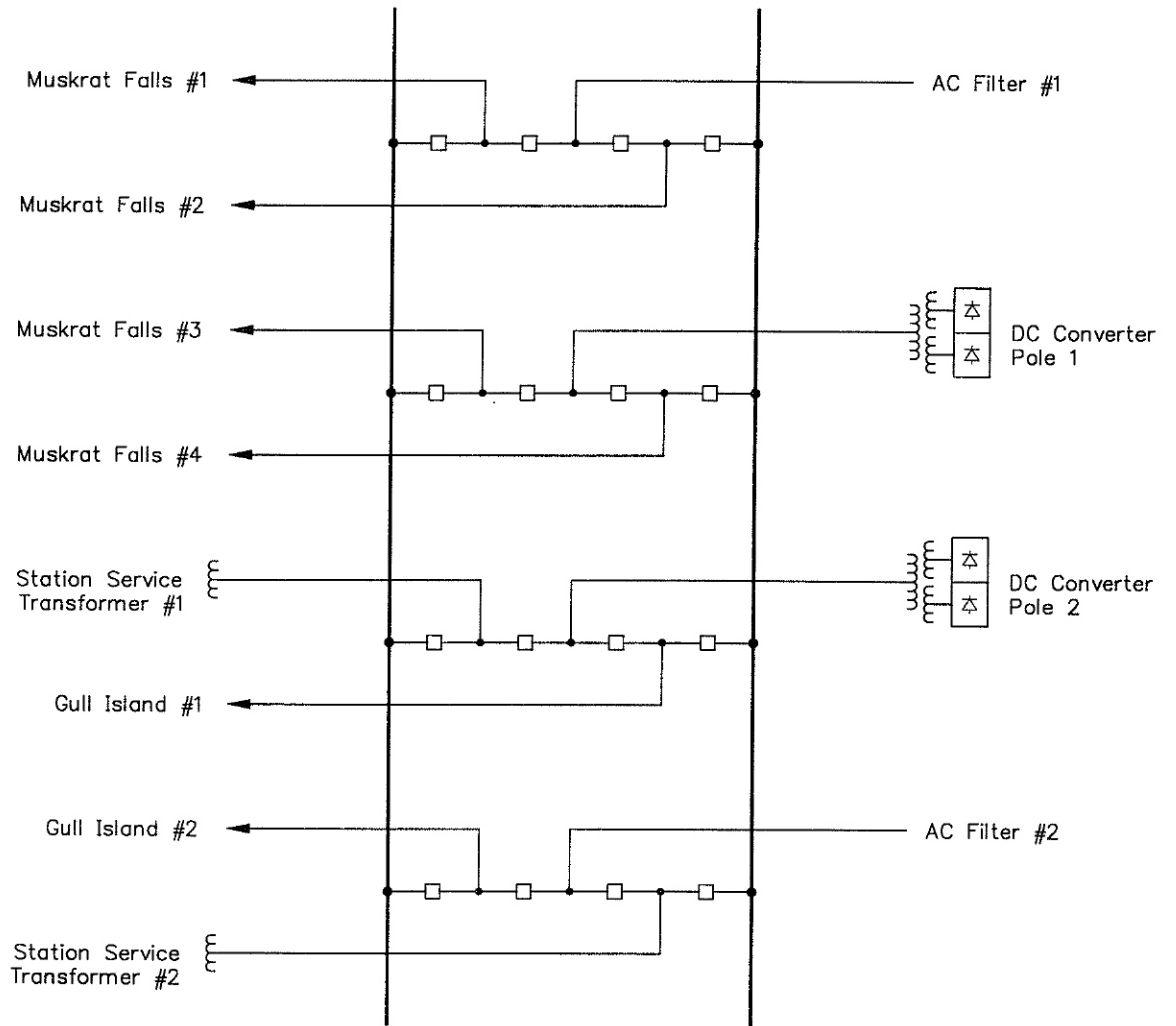 Muskrat Falls #1
AC Filter #1
Muskrat Falls #2
Muskrat Falls #3
DC Converter
Pole 1
Muskrat Falls #4
Station Service
Transformer #1
DC Converter
Pole 2
Gull Island #1
Gull Island #2
AC Filter #2
Station Service
Transformer #2